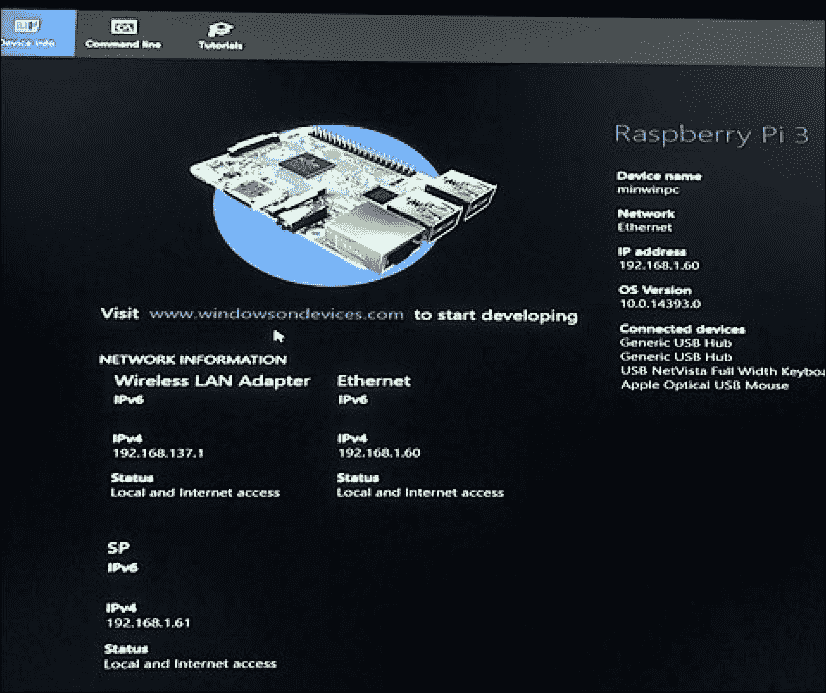 Device info
Command line
Tutorials
Raspberry Pi 3
Device name
minwinpc
Network
Ethernet
IP address
192.168.1.60
OS Version
10.0.14393.0
Connected devices
Generic USB Hub
Generic USB Hub
USB NetVista Full Width Keyboa
Apple Optical USB Mouse
Visit www.windowsondevices.com to start developing
NETWORK INFORMATION
Wireless LAN Adapter
IPv6
IPv4
192.168.137.1
Status
Local and Internet access
Ethernet
IPv6
IPv4
192.168.1.60
Status
Local and Internet access
SP
IPv6
IPv4
192.168.1.61
Status
Local and Internet access